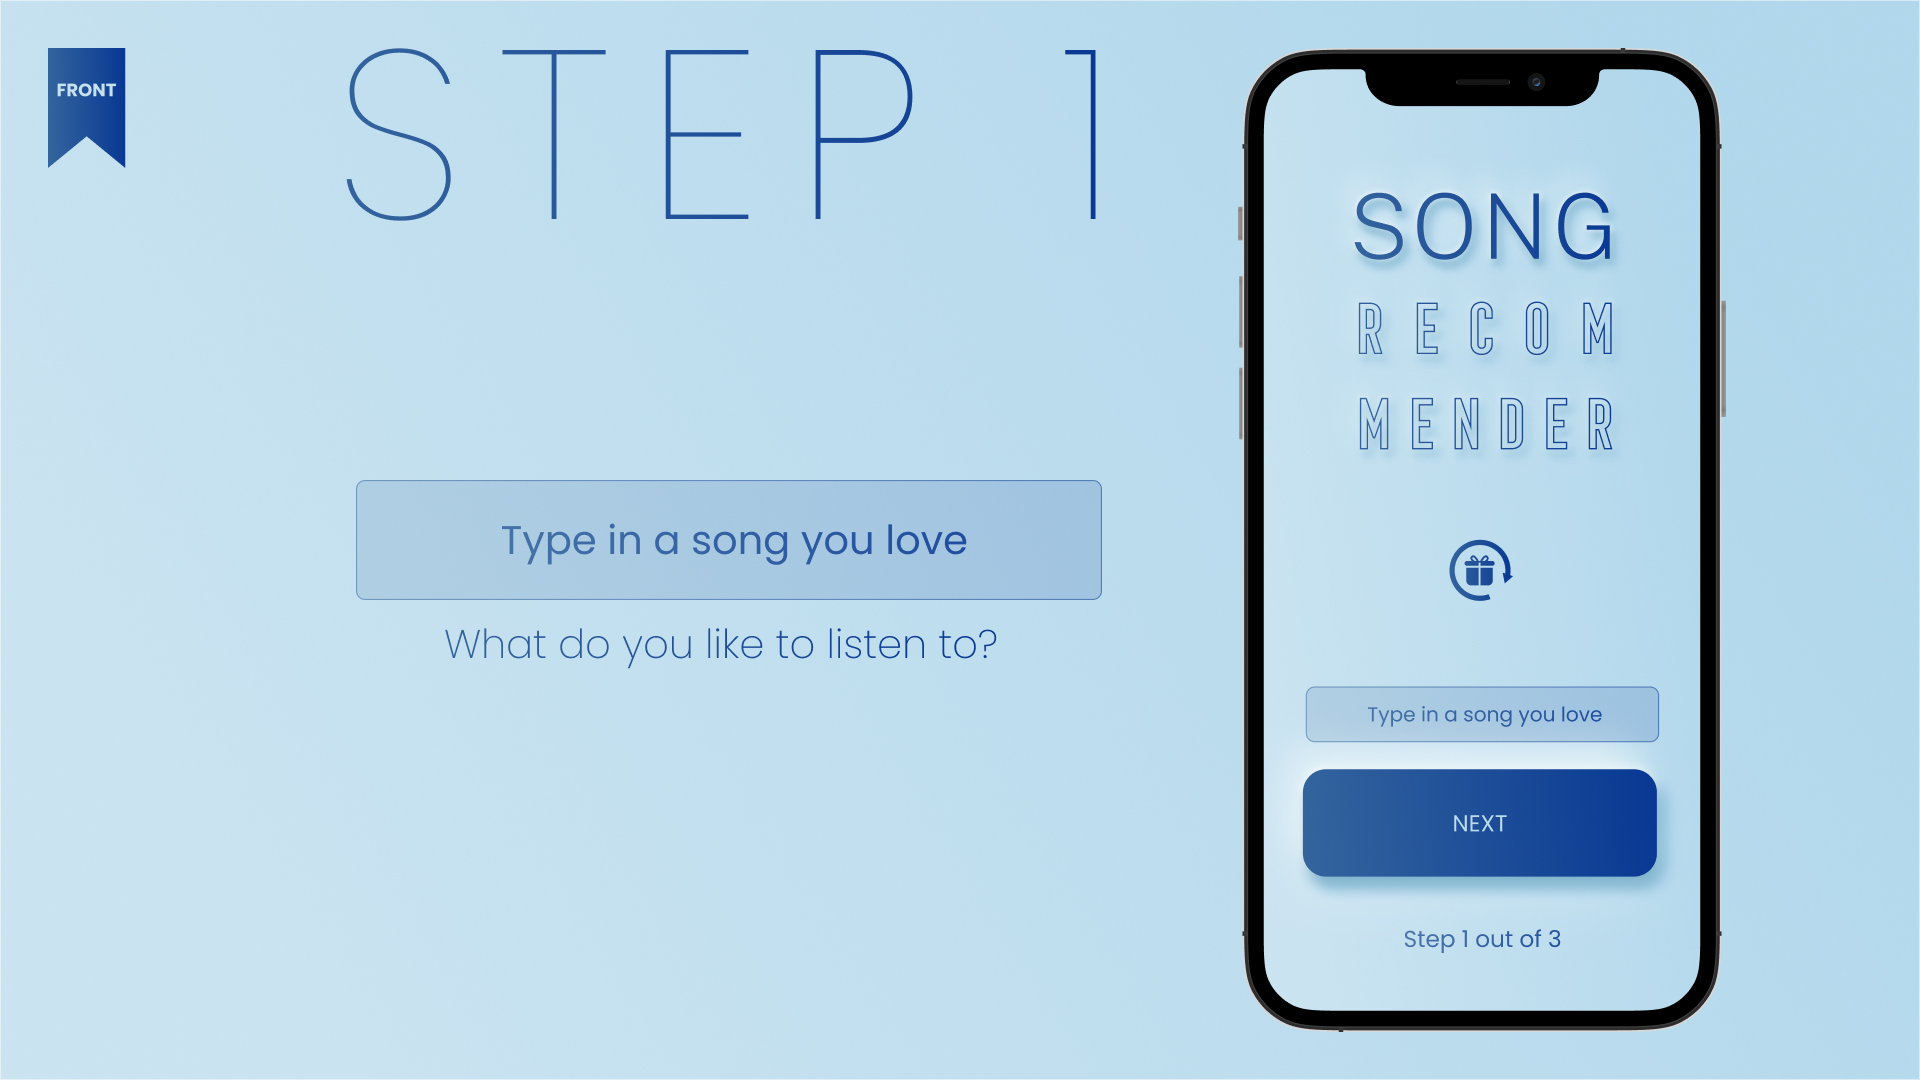 FRONT
STEP 1
Type in a song you love
What do you like to listen to?
SONG
RECOM
MENDER
Type in a song you love
NEXT
Step 1 out of 3